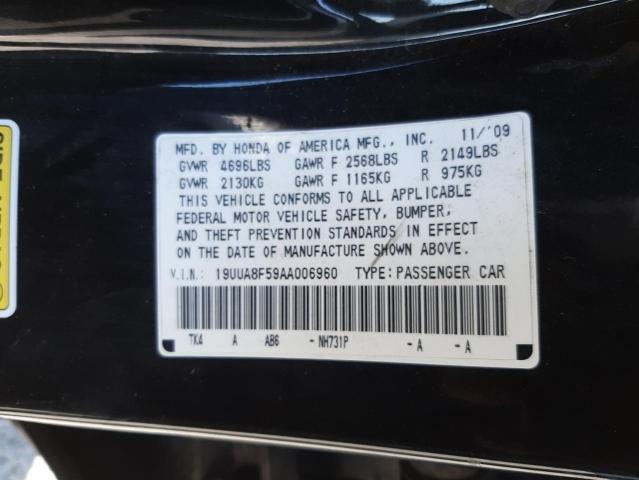 MFD. BY HONDA OF AMERICA MFG., INC. 11/'09
GVWR 4696LBS GAWR F 2568LBS R 2149LBS
GVWR 2130KG GAWR F 1165KG R 975KG
THIS VEHICLE CONFORMS TO ALL APPLICABLE
FEDERAL MOTOR VEHICLE SAFETY, BUMPER,
AND THEFT PREVENTION STANDARDS IN EFFECT
ON THE DATE OF MANUFACTURE SHOWN ABOVE.
V.I.N. 19UUA8F59AA006960 TYPE: PASSENGER CAR
TK4 A AB6 - NH731P - A - A